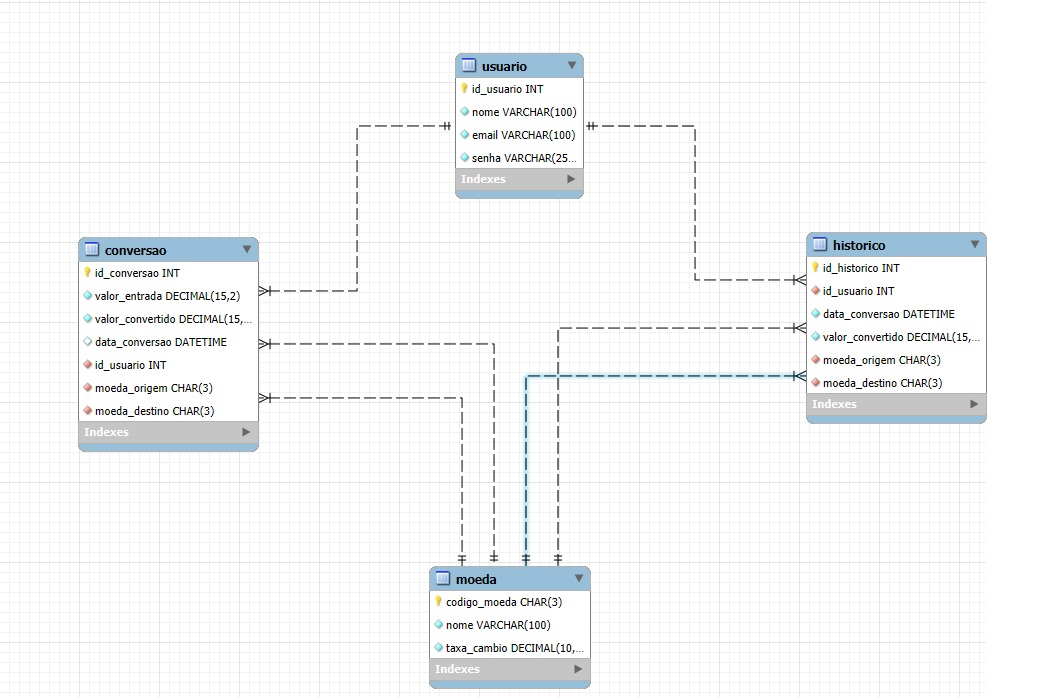 usuario
id_usuario INT
nome VARCHAR(100)
email VARCHAR(100)
senha VARCHAR(25...
Indexes
conversao
id_conversao INT
valor_entrada DECIMAL(15,2)
valor_convertido DECIMAL(15,...
data_conversao DATETIME
id_usuario INT
moeda_origem CHAR(3)
moeda_destino CHAR(3)
Indexes
historico
id_historico INT
id_usuario INT
data_conversao DATETIME
valor_convertido DECIMAL(15,...
moeda_origem CHAR(3)
moeda_destino CHAR(3)
Indexes
moeda
codigo_moeda CHAR(3)
nome VARCHAR(100)
taxa_cambio DECIMAL(10,...
Indexes